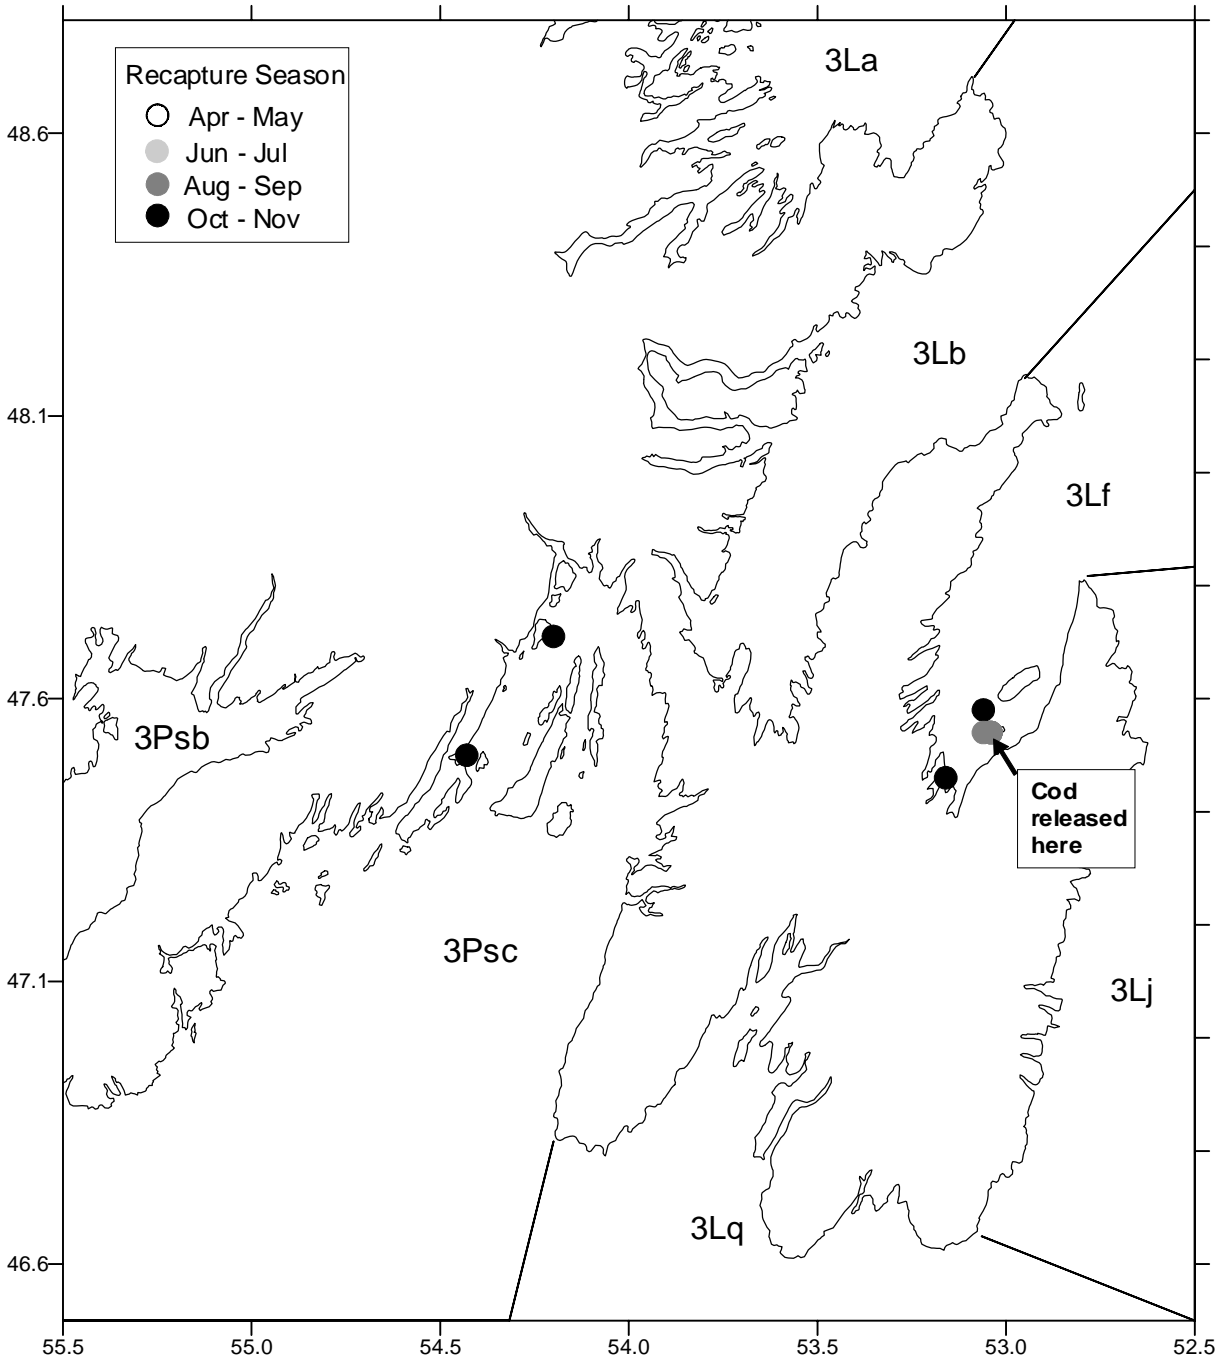 3La
Recapture Season
Apr - May
Jun - Jul
Aug - Sep
Oct - Nov
48.6
3Lb
48.1
3Lf
47.6
3Psb
Cod
released
here
3Psc
47.1
3Lj
3Lq
46.6
55.5 55.0 54.5 54.0 53.5 53.0 52.5